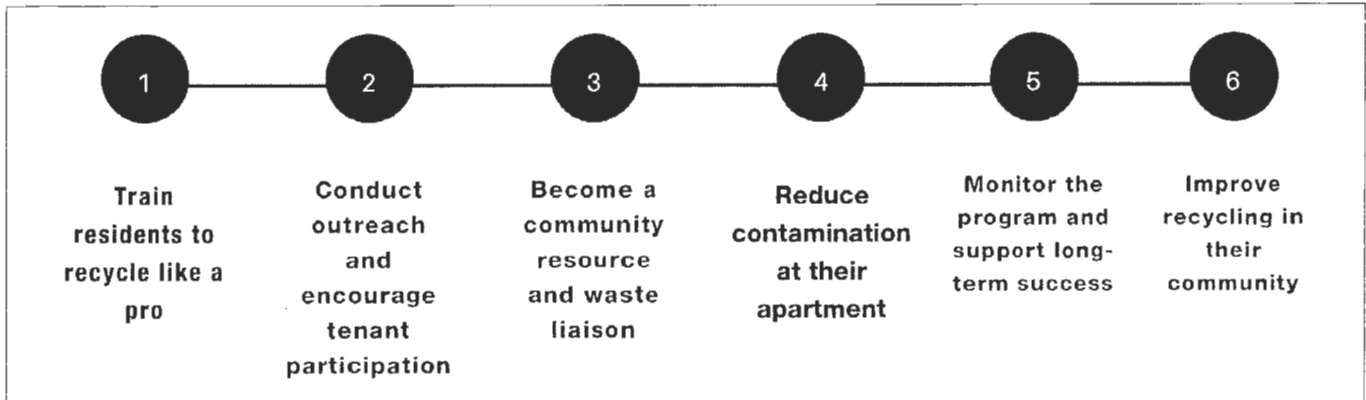 1
Train
residents to
recycle like a
pro
2
Conduct
outreach
and
encourage
tenant
participation
3
Become a
community
resource
and waste
liaison
4
Reduce
contamination
at their
apartment
5
Monitor the
program and
support long-
term success
6
Improve
recycling in
their
community